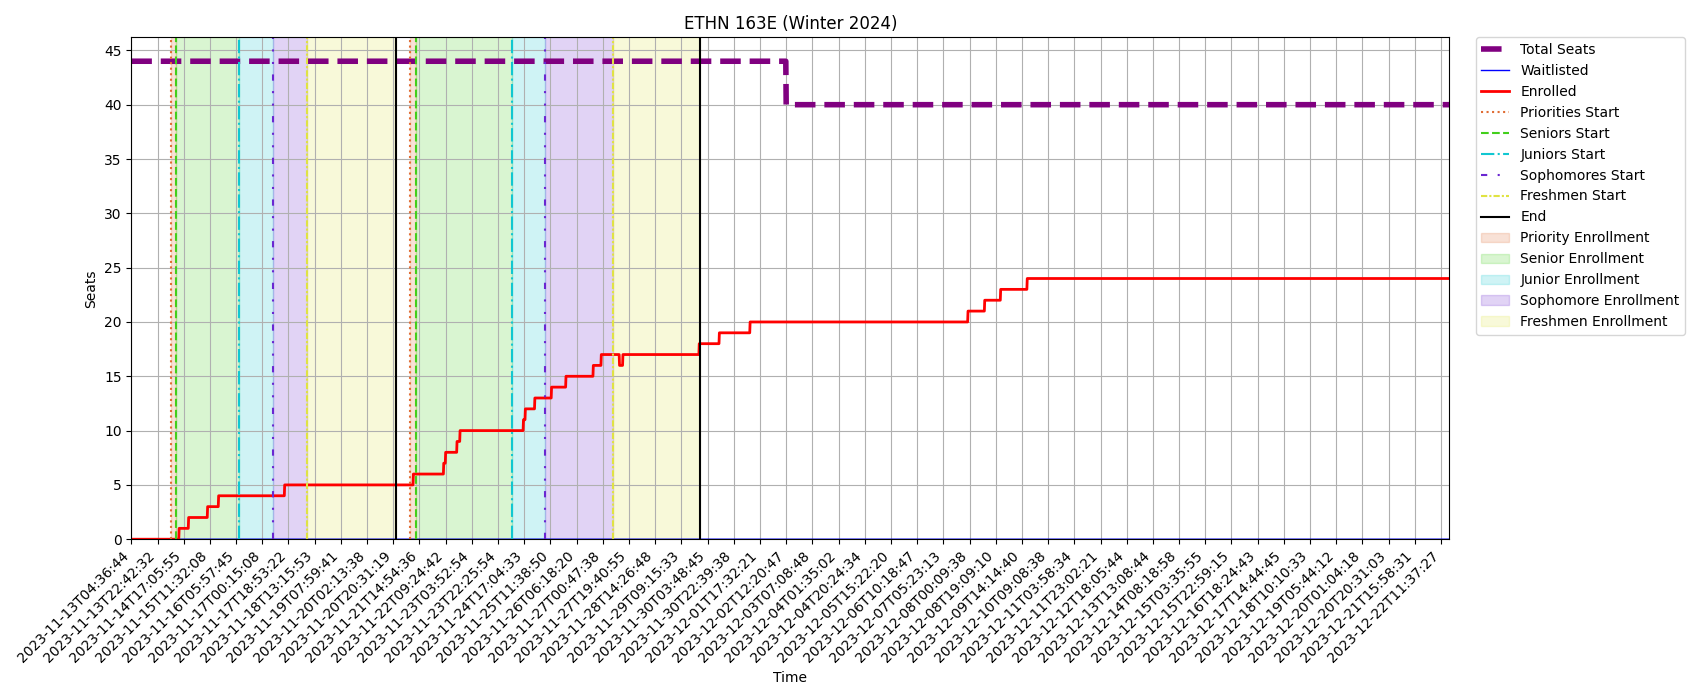 ETHN 163E (Winter 2024)
45
40
35
30
25
20
15
10
5
0
Seats
2023-11-13T04:36:44
2023-11-13T22:42:32
2023-11-14T17:05:55
2023-11-15T11:32:08
2023-11-16T05:57:45
2023-11-17T00:15:08
2023-11-17T18:53:22
2023-11-18T13:15:53
2023-11-19T07:59:41
2023-11-20T02:13:38
2023-11-20T20:31:19
2023-11-21T14:54:36
2023-11-22T09:24:42
2023-11-23T03:52:54
2023-11-23T22:25:54
2023-11-24T17:04:33
2023-11-25T11:38:50
2023-11-26T06:18:20
2023-11-27T00:47:38
2023-11-27T19:40:55
2023-11-28T14:26:48
2023-11-29T09:15:33
2023-11-30T03:48:45
2023-11-30T22:39:38
2023-12-01T17:32:21
2023-12-02T12:20:47
2023-12-03T07:08:48
2023-12-04T01:35:02
2023-12-04T20:24:34
2023-12-05T15:22:20
2023-12-06T10:18:47
2023-12-07T05:23:13
2023-12-08T00:09:38
2023-12-08T19:09:10
2023-12-09T14:14:40
2023-12-10T09:08:38
2023-12-11T03:58:34
2023-12-11T23:02:21
2023-12-12T18:05:44
2023-12-13T13:08:44
2023-12-14T08:18:58
2023-12-15T03:35:55
2023-12-15T22:59:15
2023-12-16T18:24:43
2023-12-17T14:44:45
2023-12-18T10:10:33
2023-12-19T05:44:12
2023-12-20T01:04:18
2023-12-20T20:31:03
2023-12-21T15:58:31
2023-12-22T11:37:27
Time
Total Seats
Waitlisted
Enrolled
Priorities Start
Seniors Start
Juniors Start
Sophomores Start
Freshmen Start
End
Priority Enrollment
Senior Enrollment
Junior Enrollment
Sophomore Enrollment
Freshmen Enrollment